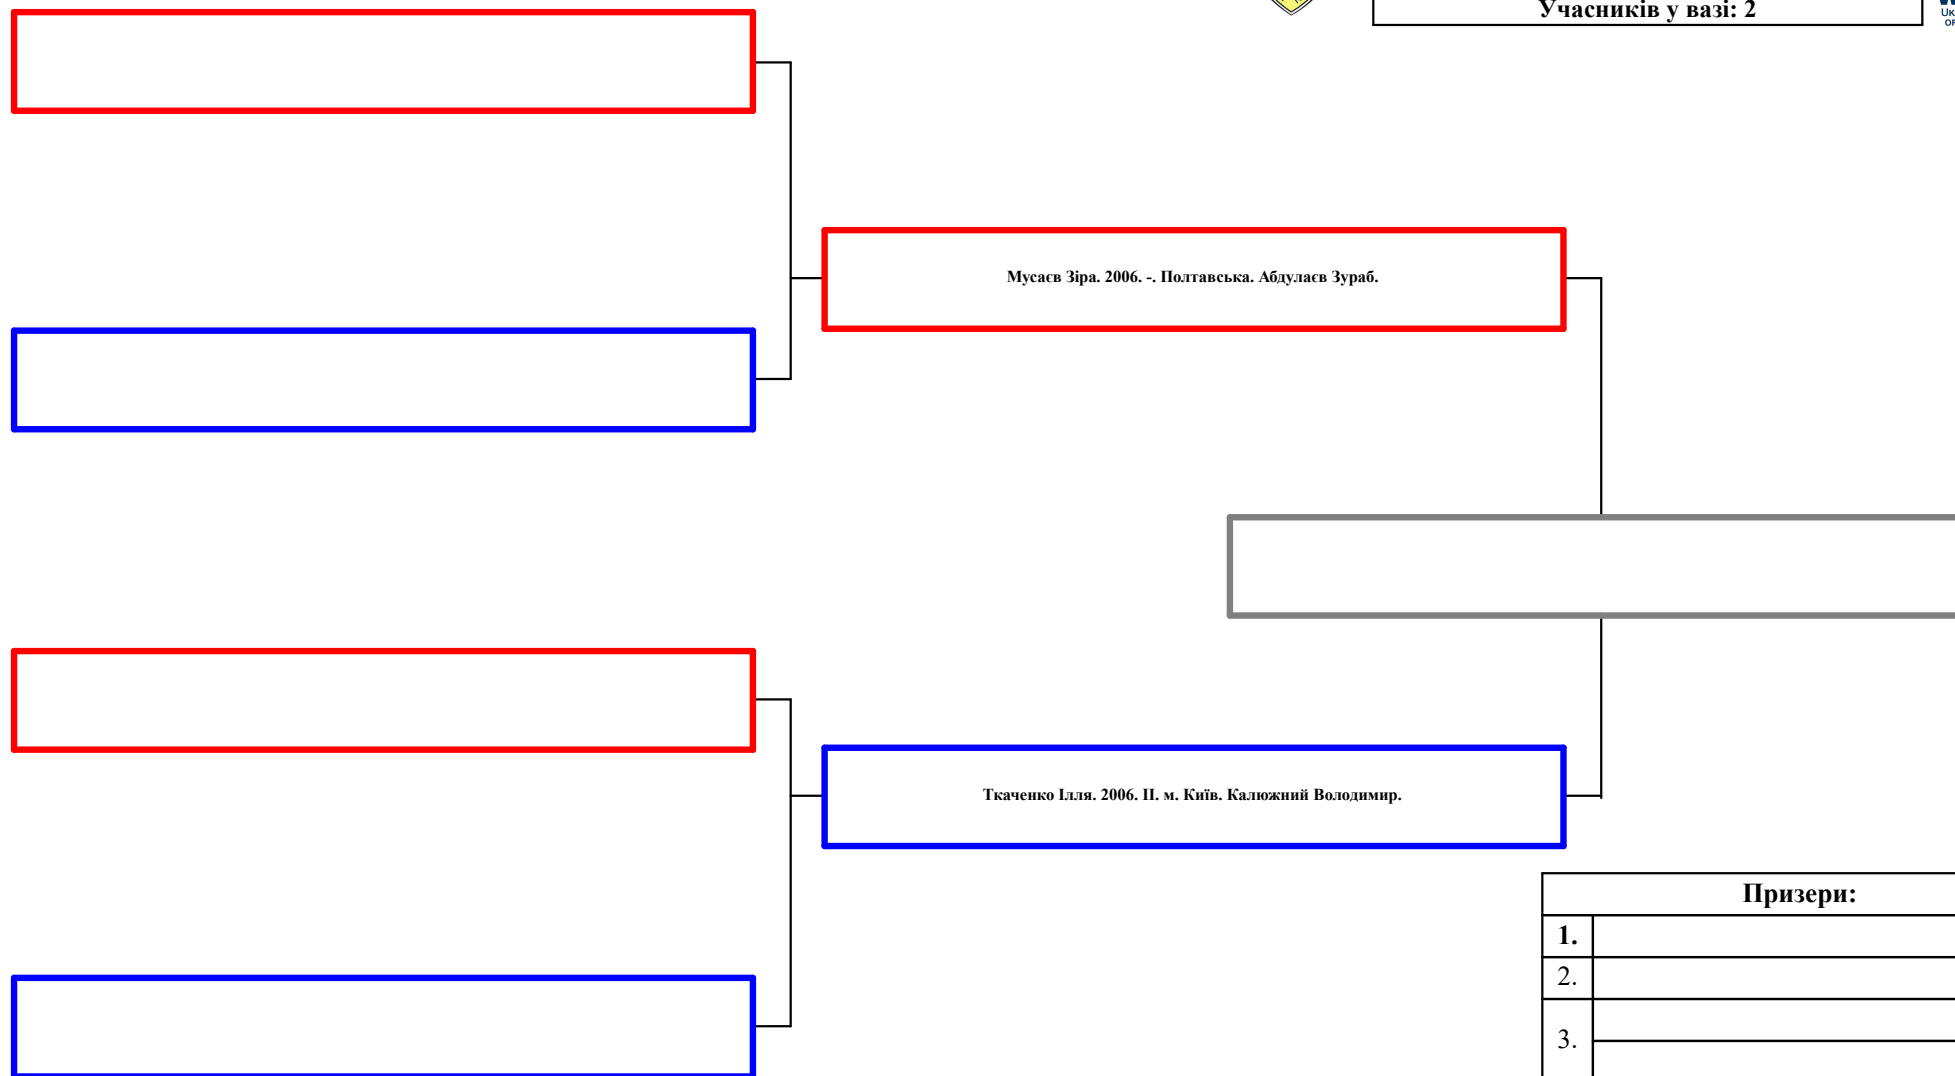 Учасників у вазі: 2
Мусаєв Зіра. 2006. -. Полтавська. Абдулаєв Зураб.
Ткаченко Ілля. 2006. II. м. Київ. Калюжний Володимир.
Призери:
1.
2.
3.